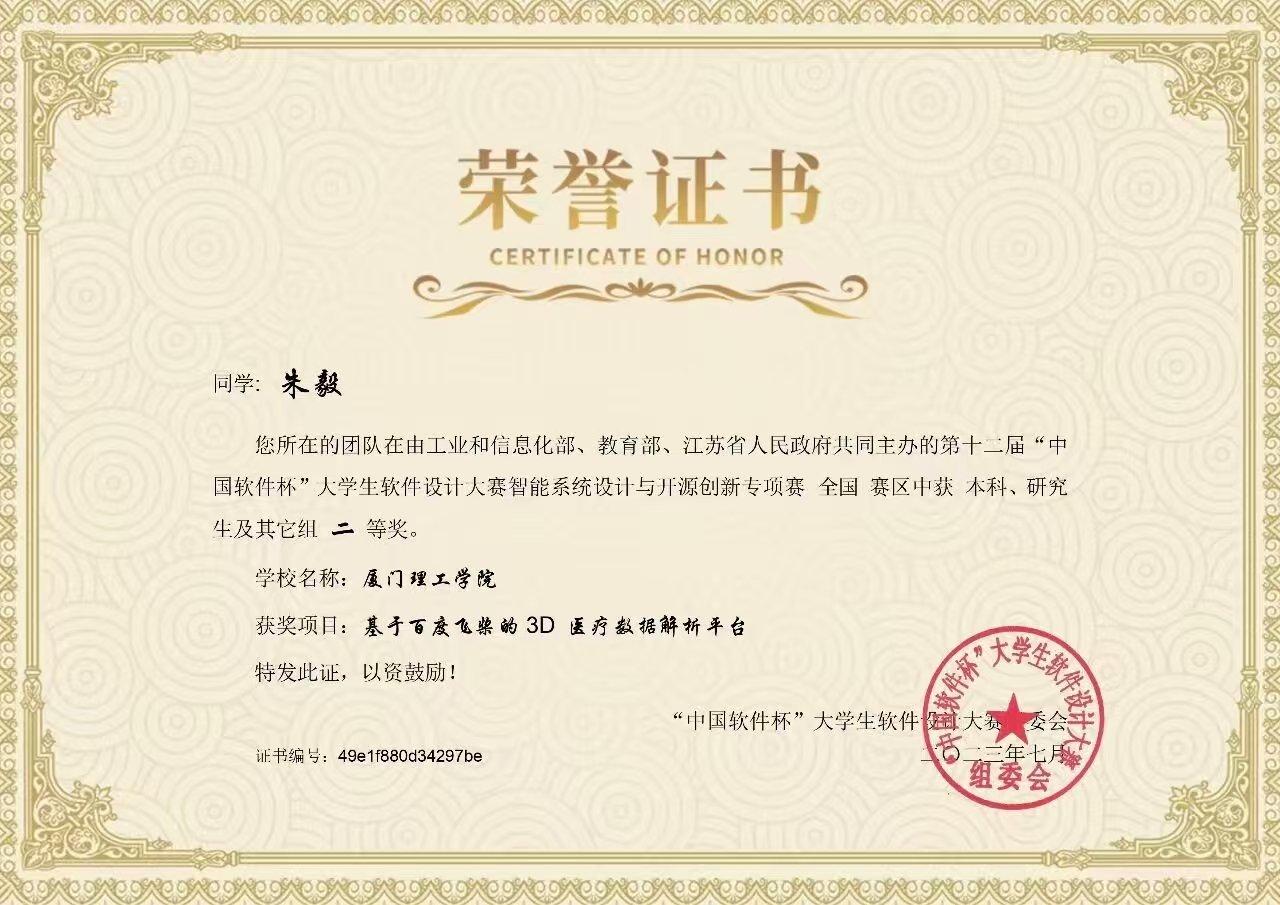 荣誉证书
CERTIFICATE OF HONOR
同学: 朱毅
您所在的团队在由工业和信息化部、教育部、江苏省人民政府共同主办的第十二届“中
国软件杯”大学生软件设计大赛智能系统设计与开源创新专项赛 全国 赛区中获 本科、研究
生及其它组 二 等奖。
学校名称：厦门理工学院
获奖项目：基于百度飞桨的 3D 医疗数据解析平台
特发此证，以资鼓励！
“中国软件杯”大学生软件设计大赛组委会
证书编号：49e1f880d34297be
二〇二三年七月
“中国软件杯”大学生软件设计大赛
组委会